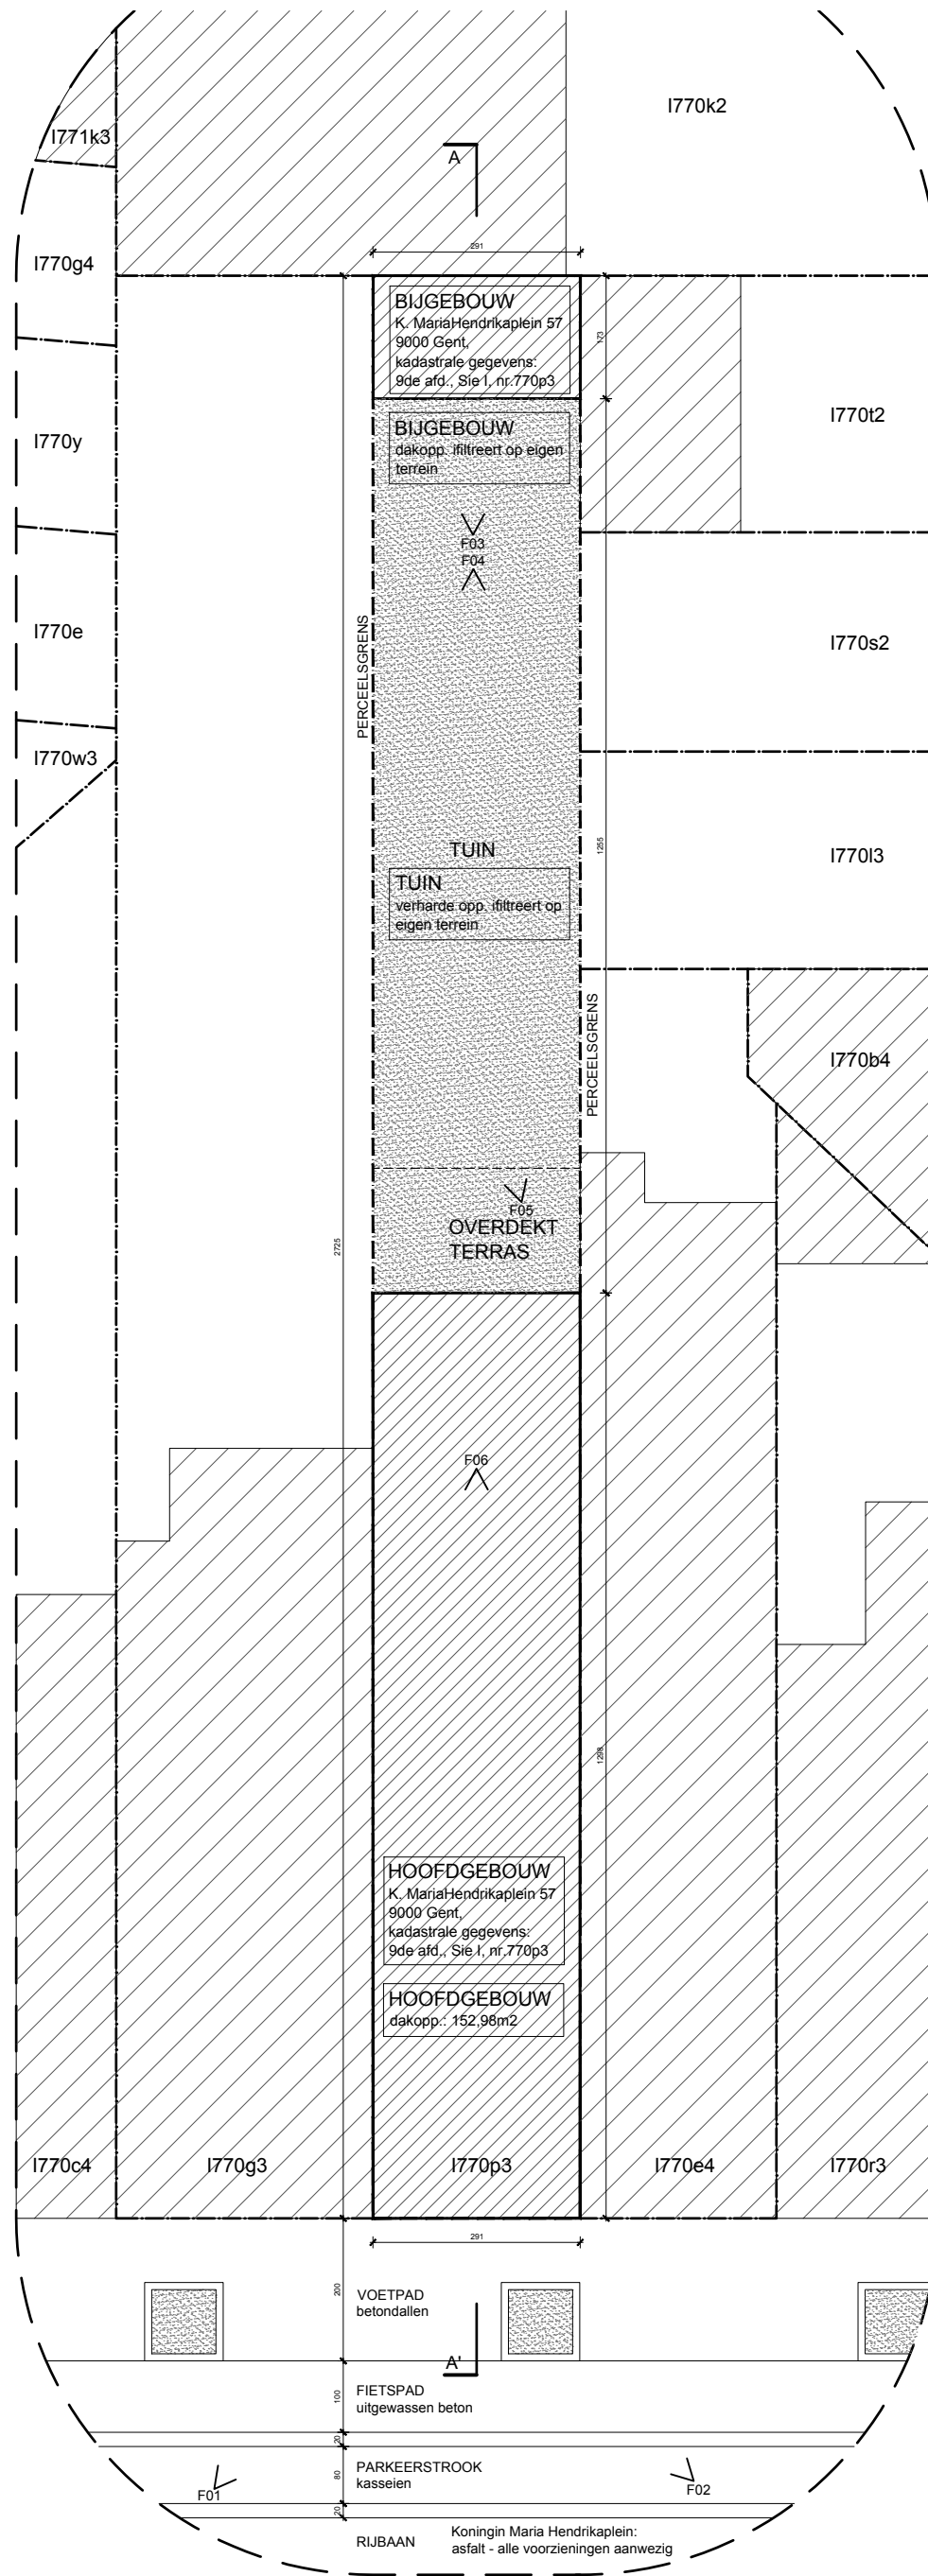 I770k2
I771k3
A
I770g4
291
BIJGEBOUW
K. MariaHendrikaplein 57
9000 Gent,
kadastrale gegevens:
9de afd., Sie I, nr.770p3
173
BIJGEBOUW
dakopp. ifiltreert op eigen
terrein
I770t2
I770y
F03
F04
I770e
PERCEELSGRENS
I770s2
I770w3
TUIN
1255
I770l3
TUIN
verharde opp. ifiltreert op
eigen terrein
PERCEELSGRENS
I770b4
F05
OVERDEKT
TERRAS
2725
F06
1298
HOOFDGEBOUW
K. MariaHendrikaplein 57
9000 Gent,
kadastrale gegevens:
9de afd., Sie I, nr.770p3
HOOFDGEBOUW
dakopp.: 152,98m2
I770c4
I770g3
I770p3
I770e4
I770r3
291
200
VOETPAD
betondallen
A'
100
FIETSPAD
uitgewassen beton
20
80
PARKEERSTROOK
kasseien
F01
F02
20
RIJBAAN
Koningin Maria Hendrikaplein:
asfalt - alle voorzieningen aanwezig